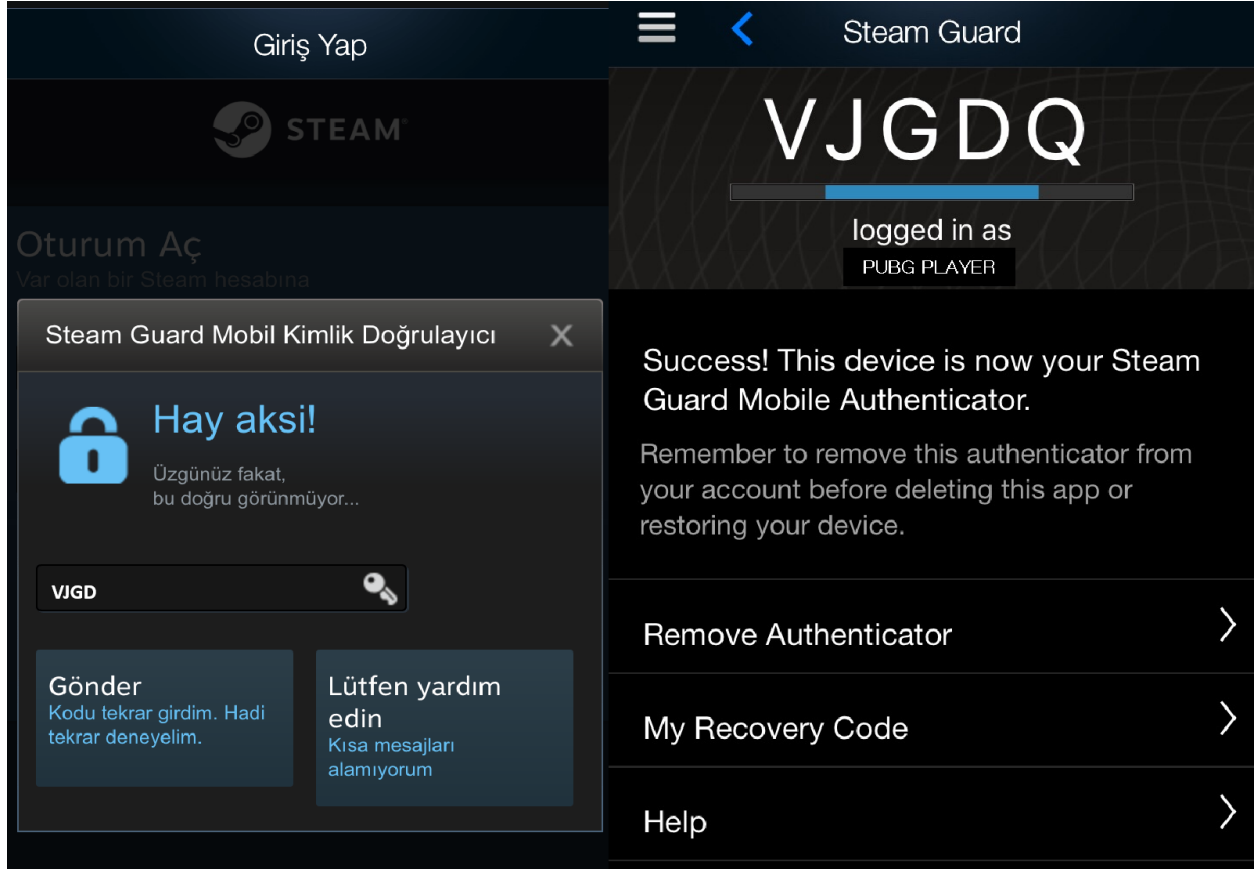 Giriş Yap
STEAM
Oturum Aç
Var olan bir Steam hesabına
Steam Guard Mobil Kimlik Doğrulayıcı
Hay aksi!
Üzgünüz fakat,
bu doğru görünmüyor...
VJGD
Gönder
Kodu tekrar girdim. Hadi
tekrar deneyelim.
Lütfen yardım
edin
Kısa mesajları
alamıyorum
Steam Guard
VJGDQ
logged in as
PUBG PLAYER
Success! This device is now your Steam
Guard Mobile Authenticator.
Remember to remove this authenticator from
your account before deleting this app or
restoring your device.
Remove Authenticator
My Recovery Code
Help